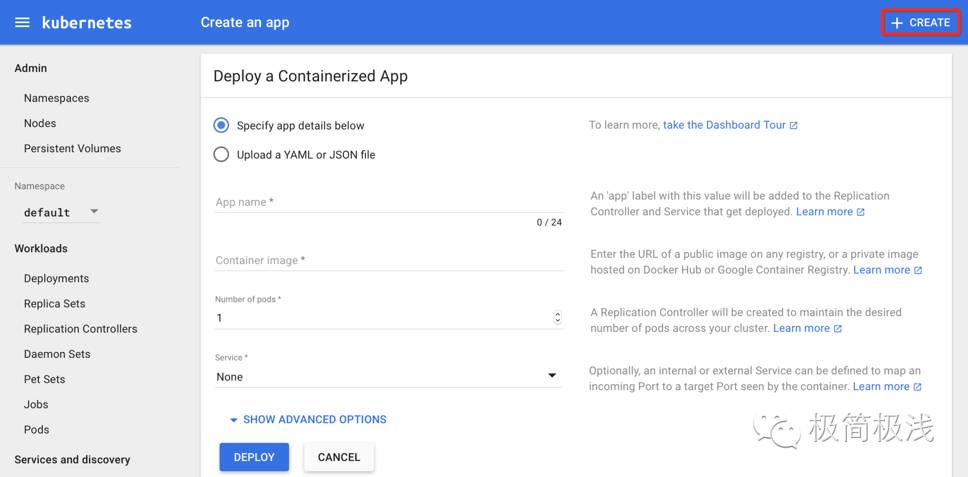 kubernetes
Create an app
CREATE
Admin
Namespaces
Nodes
Persistent Volumes
Namespace
default
Workloads
Deployments
Replica Sets
Replication Controllers
Daemon Sets
Pet Sets
Jobs
Pods
Services and discovery
Deploy a Containerized App
Specify app details below
Upload a YAML or JSON file
To learn more, take the Dashboard Tour
App name *
0 / 24
An 'app' label with this value will be added to the Replication
Controller and Service that get deployed. Learn more
Container image *
Enter the URL of a public image on any registry, or a private image
hosted on Docker Hub or Google Container Registry. Learn more
Number of pods *
1
A Replication Controller will be created to maintain the desired
number of pods across your cluster. Learn more
Service *
None
Optionally, an internal or external Service can be defined to map an
incoming Port to a target Port seen by the container. Learn more
SHOW ADVANCED OPTIONS
DEPLOY
CANCEL
极简极浅